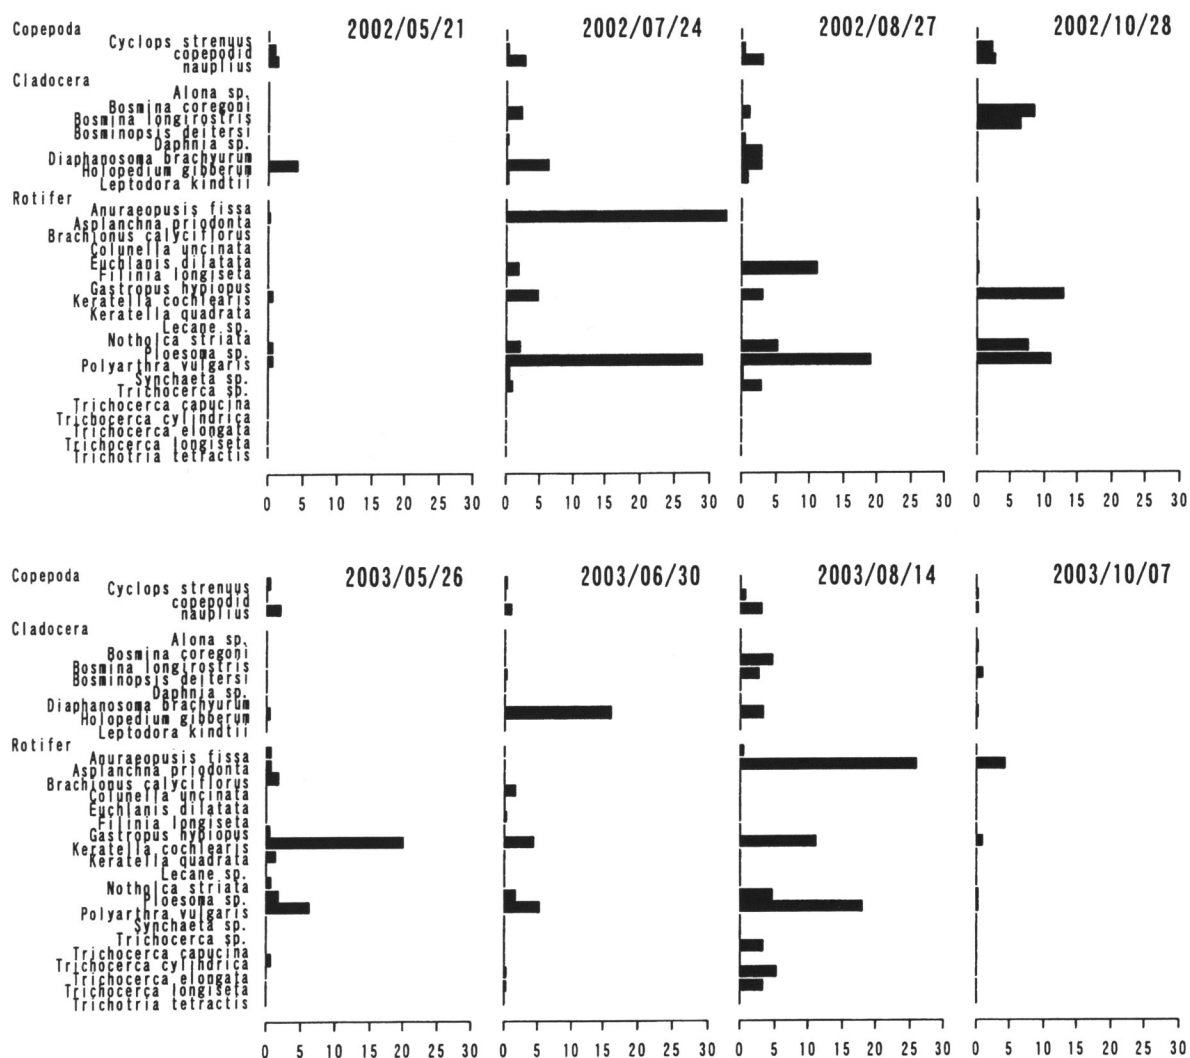 2002/05/21 2002/07/24 2002/08/27 2002/10/28
Copepoda
Cyclops strenuus
copepodid
nauplius
Cladocera
Alona sp.
Bosmina coregoni
Bosmina longirostris
Bosminopsis deitersi
Daphnia sp.
Diaphanosoma brachyurum
Holopedium gibberum
Leptodora kindtii
Rotifer
Anuraeopusis fissa
Asplanchna priodonta
Brachionus calyciflorus
Colunella uncinata
Euchlanis dilatata
Filinia longiseta
Gastropus hypiopus
Keratella cochlearis
Keratella quadrata
Lecane sp.
Notholca striata
Ploesoma sp.
Polyarthra vulgaris
Synchaeta sp.
Trichocerca sp.
Trichocerca capucina
Trichocerca cylindrica
Trichocerca elongata
Trichocerca longiseta
Trichotria tetractis
0 5 10 15 20 25 30 0 5 10 15 20 25 30 0 5 10 15 20 25 30 0 5 10 15 20 25 30
2003/05/26 2003/06/30 2003/08/14 2003/10/07
Copepoda
Cyclops strenuus
copepodid
nauplius
Cladocera
Alona sp.
Bosmina coregoni
Bosmina longirostris
Bosminopsis deitersi
Daphnia sp.
Diaphanosoma brachyurum
Holopedium gibberum
Leptodora kindtii
Rotifer
Anuraeopusis fissa
Asplanchna priodonta
Brachionus calyciflorus
Colunella uncinata
Euchlanis dilatata
Filinia longiseta
Gastropus hypiopus
Keratella cochlearis
Keratella quadrata
Lecane sp.
Notholca striata
Ploesoma sp.
Polyarthra vulgaris
Synchaeta sp.
Trichocerca sp.
Trichocerca capucina
Trichocerca cylindrica
Trichocerca elongata
Trichocerca longiseta
Trichotria tetractis
0 5 10 15 20 25 30 0 5 10 15 20 25 30 0 5 10 15 20 25 30 0 5 10 15 20 25 30